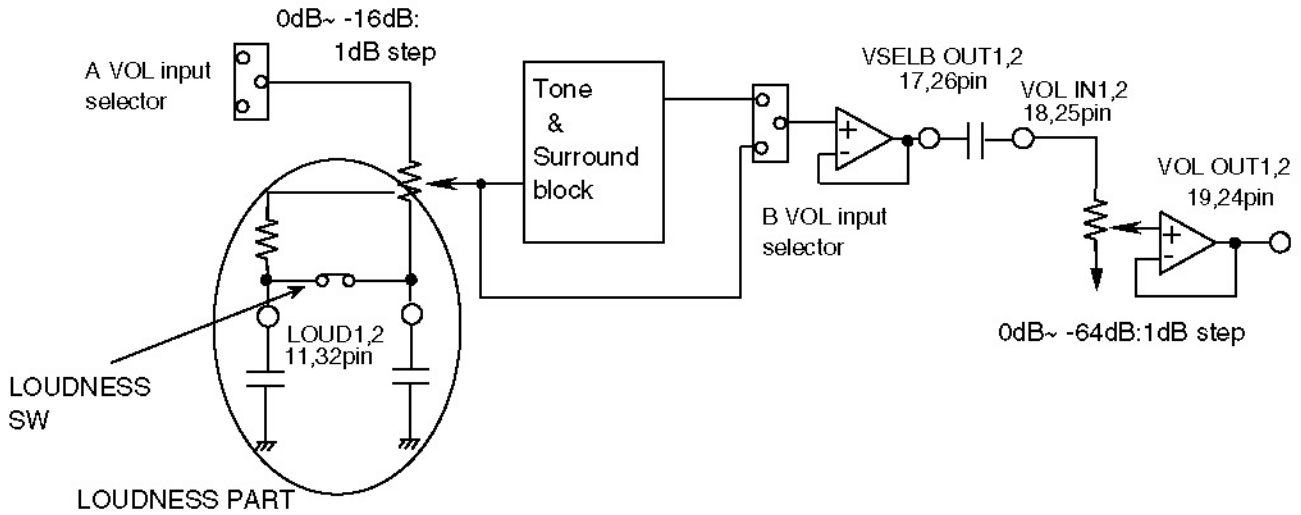 0dB~ -16dB:
1dB step
A VOL input
selector
Tone
&
Surround
block
VSELB OUT1,2
17,26pin
VOL IN1,2
18,25pin
VOL OUT1,2
19,24pin
+
-
+
-
B VOL input
selector
0dB~ -64dB:1dB step
LOUD1,2
11,32pin
LOUDNESS
SW
LOUDNESS PART